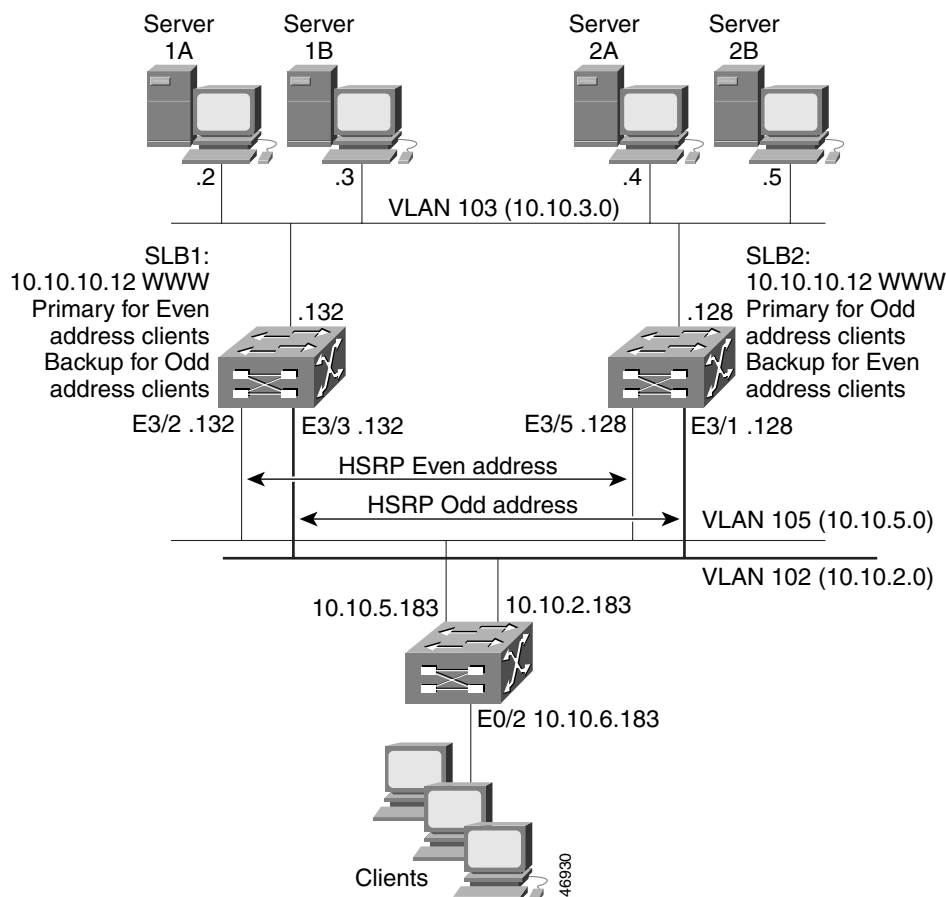 Server
1A
Server
1B
Server
2A
Server
2B
.2
.3
.4
.5
VLAN 103 (10.10.3.0)
SLB1:
10.10.10.12 WWW
Primary for Even
address clients
Backup for Odd
address clients
.132
.128
SLB2:
10.10.10.12 WWW
Primary for Odd
address clients
Backup for Even
address clients
E3/2 .132
E3/3 .132
E3/5 .128
E3/1 .128
HSRP Even address
HSRP Odd address
VLAN 105 (10.10.5.0)
VLAN 102 (10.10.2.0)
10.10.5.183
10.10.2.183
E0/2 10.10.6.183
Clients
46930